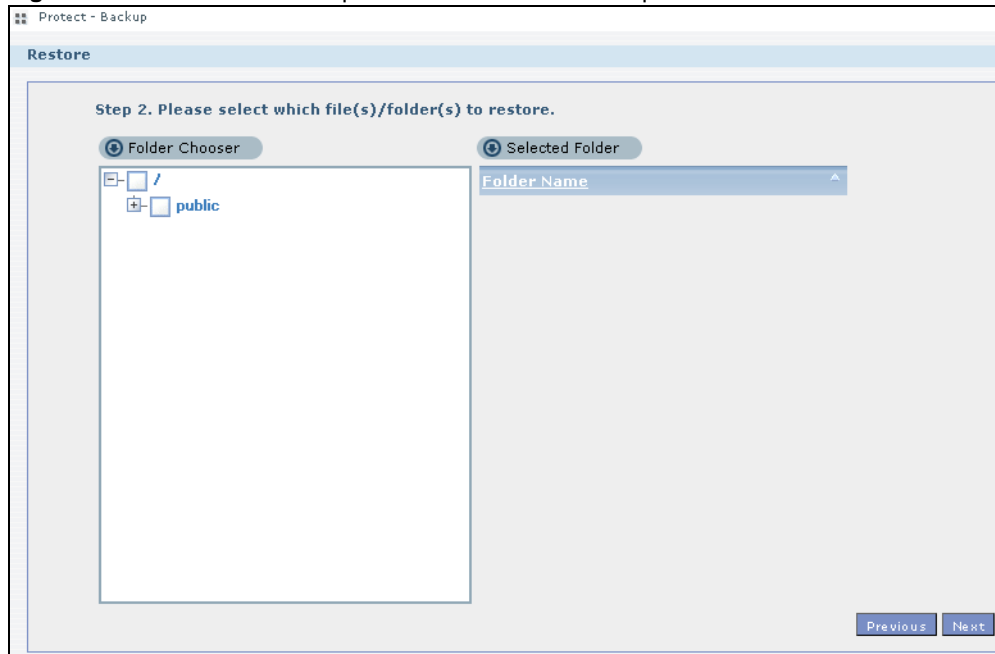 Protect - Backup
Restore
Step 2. Please select which file(s)/folder(s) to restore.
Folder Chooser
Selected Folder
/
public
Folder Name
Previous
Next